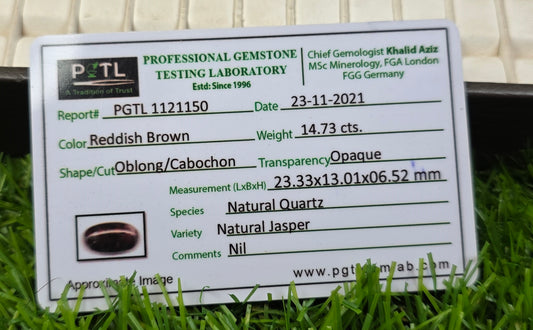 PGTL
A Tradition of Trust
PROFESSIONAL GEMSTONE
TESTING LABORATORY
Estd: Since 1996
Chief Gemologist Khalid Aziz
MSc Minerology, FGA London
FGG Germany
Report# PGTL 1121150 Date 23-11-2021
Color Reddish Brown Weight 14.73 cts.
Shape/Cut Oblong/Cabochon Transparency Opaque
Measurement (LxBxH) 23.33x13.01x06.52 mm
Species Natural Quartz
Variety Natural Jasper
Comments Nil
Approximate Image